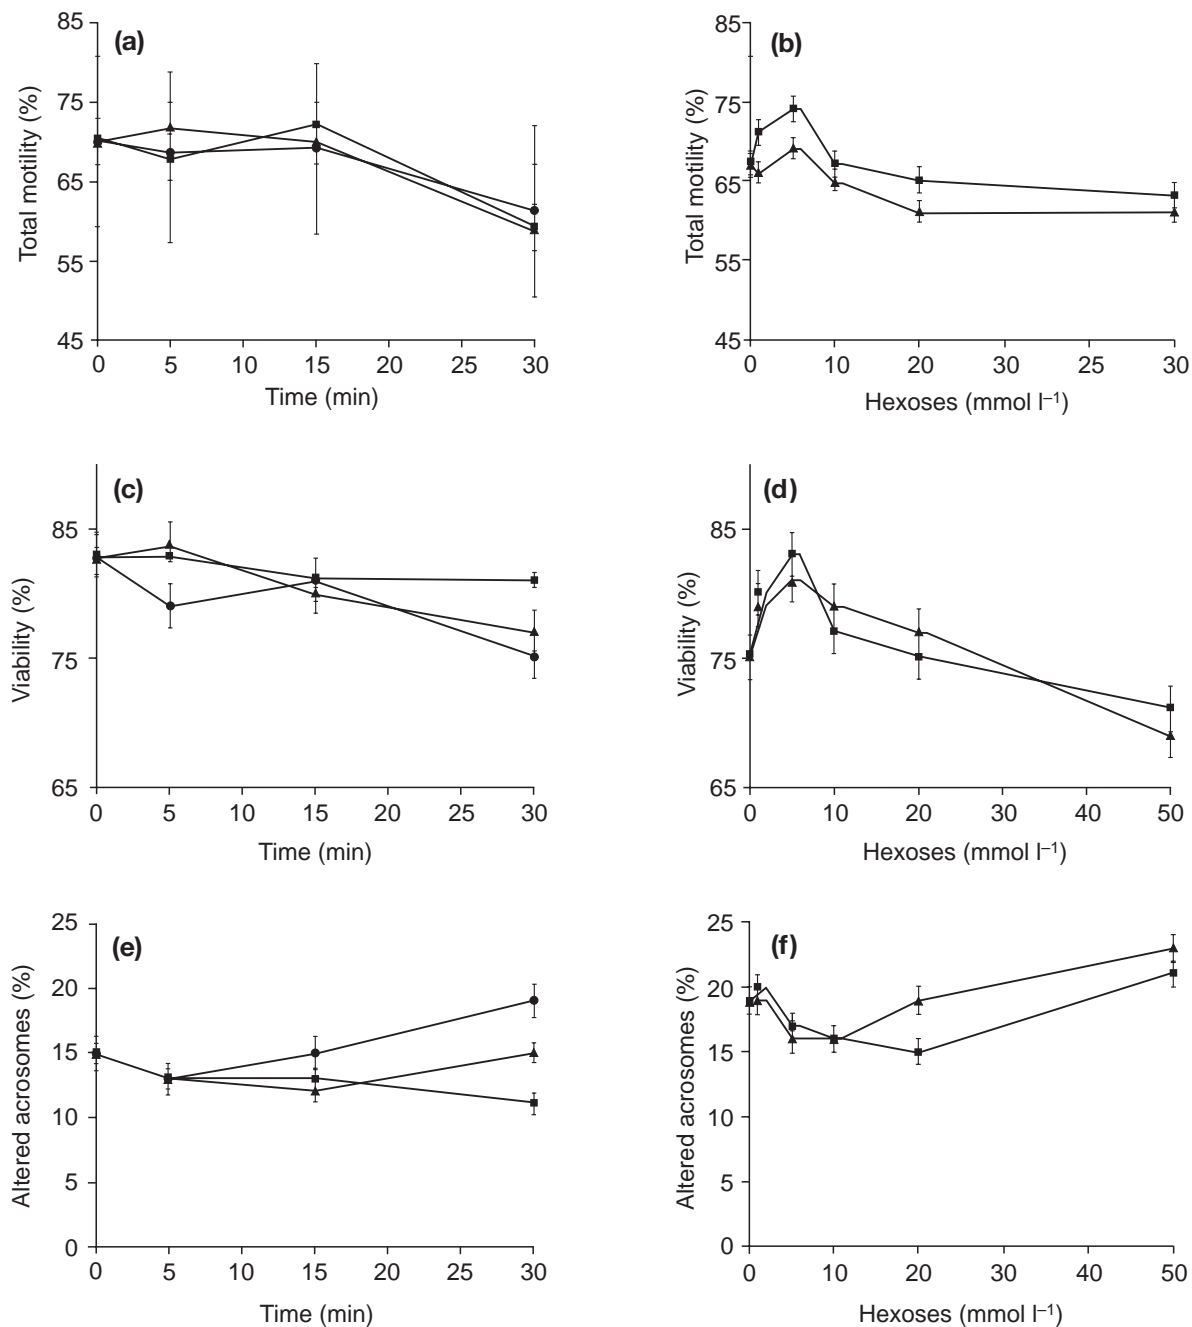 (a)
85
75
65
55
45
Total motility (%)
0 5 10 15 20 25 30
Time (min)
(b)
85
75
65
55
45
Total motility (%)
0 10 20 30 25 30
Hexoses (mmol l⁻¹)
(c)
85
75
65
Viability (%)
0 5 10 15 20 25 30
Time (min)
(d)
85
75
65
Viability (%)
0 10 20 30 40 50
Hexoses (mmol l⁻¹)
(e)
25
20
15
10
5
0
Altered acrosomes (%)
0 5 10 15 20 25 30
Time (min)
(f)
25
20
15
10
5
0
Altered acrosomes (%)
0 10 20 30 40 50
Hexoses (mmol l⁻¹)